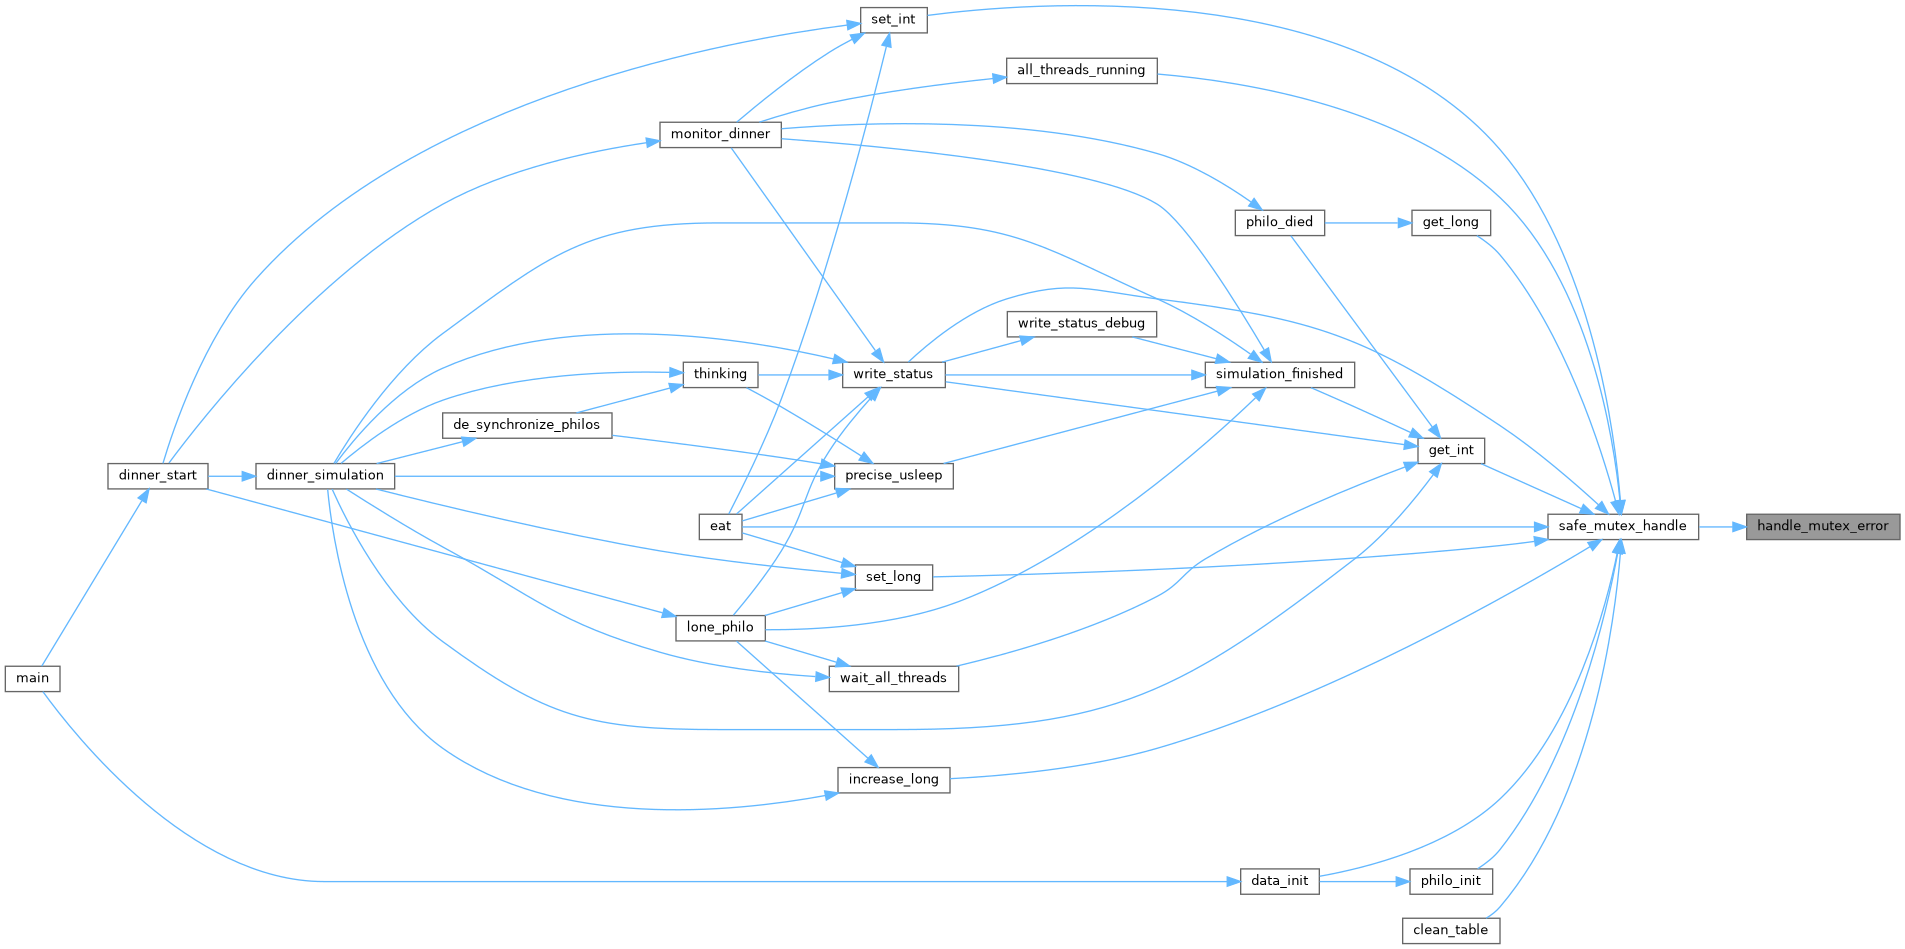 set_int
all_threads_running
monitor_dinner
philo_died
get_long
write_status_debug
thinking
write_status
simulation_finished
de_synchronize_philos
get_int
dinner_start
dinner_simulation
precise_usleep
eat
safe_mutex_handle
handle_mutex_error
set_long
lone_philo
main
wait_all_threads
increase_long
data_init
philo_init
clean_table